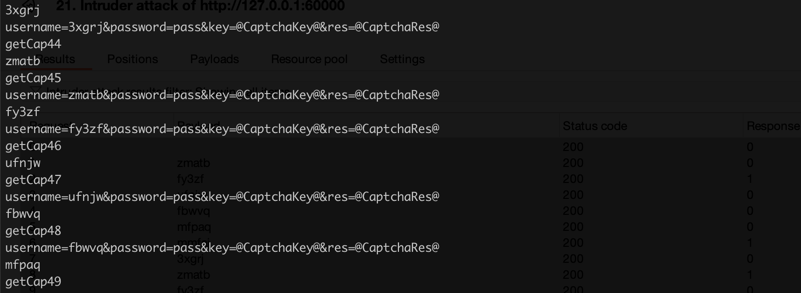 21. Intruder attack of http://127.0.0.1:60000
3xgrj
username=3xgrj&password=pass&key=@CaptchaKey@&res=@CaptchaRes@
getCap44
Results Positions Payloads Resource pool Settings
zmatb
getCap45
username=zmatb&password=pass&key=@CaptchaKey@&res=@CaptchaRes@
fy3zf
username=fy3zf&password=pass&key=@CaptchaKey@&res=@CaptchaRes@
Status code Response
getCap46
200 0
ufnjw
zmatb 200 0
getCap47
fy3zf 200 1
username=ufnjw&password=pass&key=@CaptchaKey@&res=@CaptchaRes@
200 0
fbwvq
fbwvq 200 0
getCap48
mfpaq 200 0
username=fbwvq&password=pass&key=@CaptchaKey@&res=@CaptchaRes@
200 1
mfpaq
3xgrj 200 0
getCap49
zmatb 200 1
fy3zf 200 0